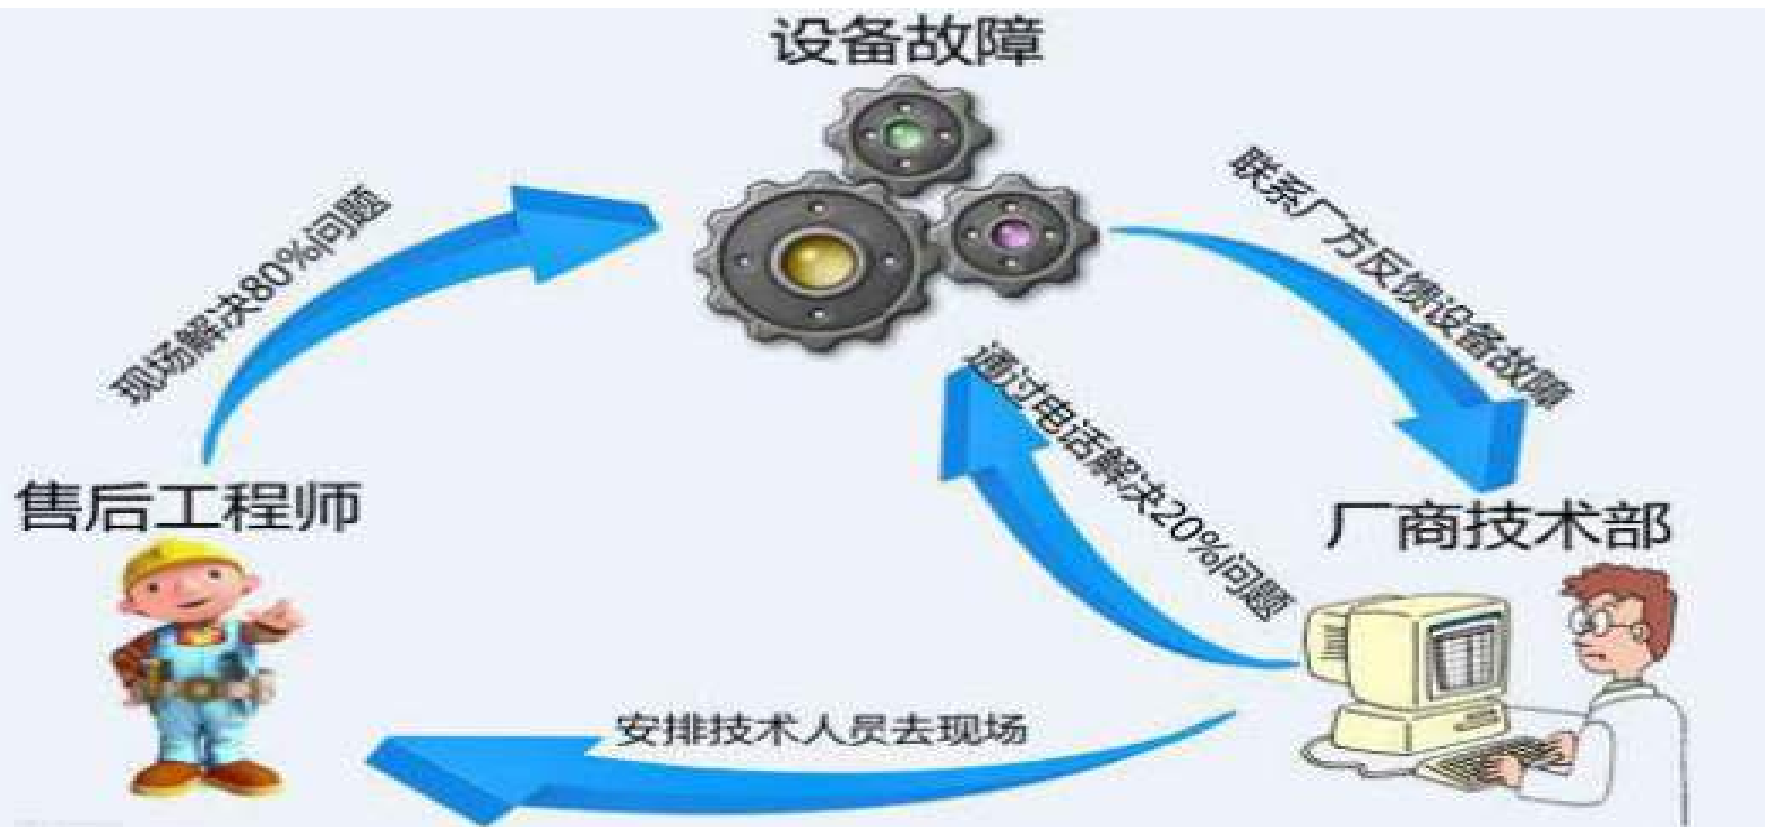 设备故障
现场解决80%问题
联系厂方反馈设备故障
通过电话解决20%问题
售后工程师
厂商技术部
安排技术人员去现场